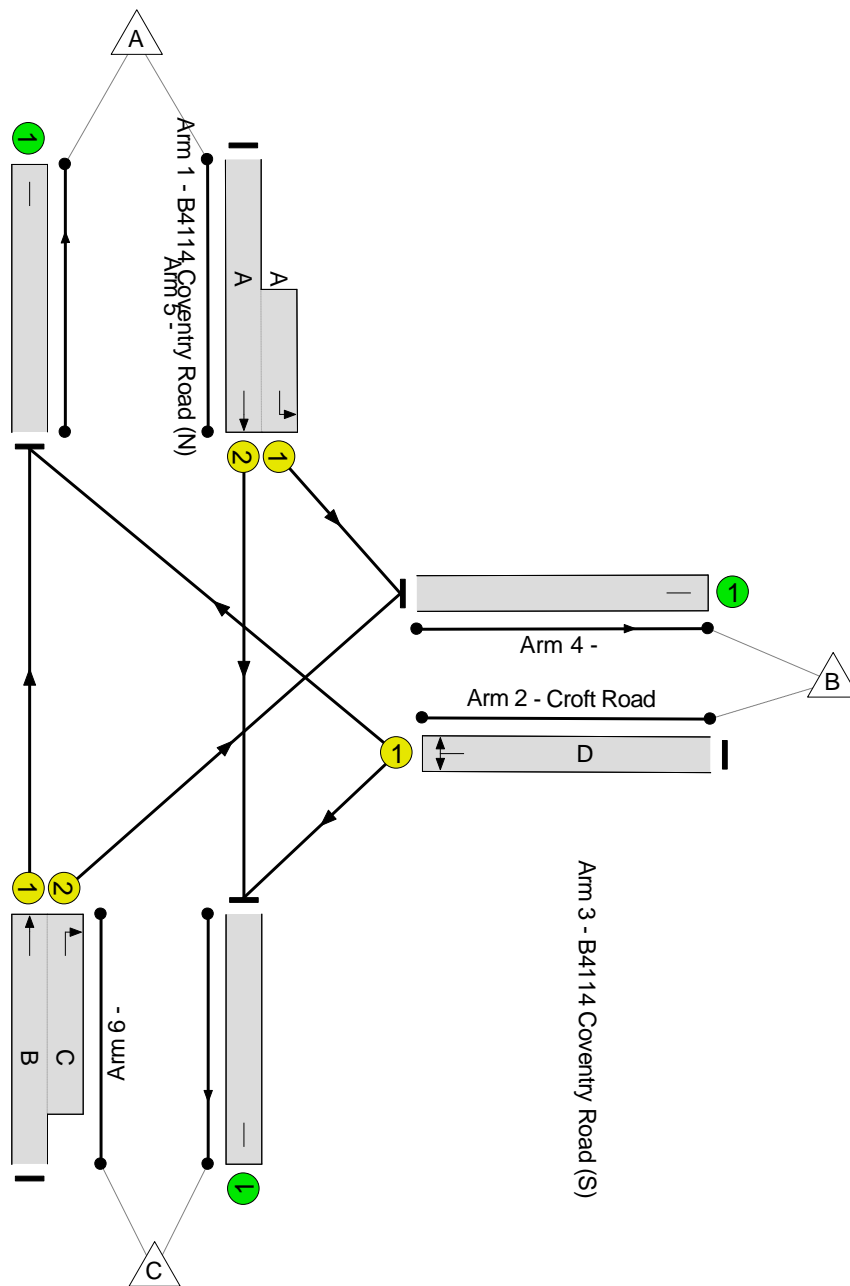 A
1
Arm 1 - B4114 Coventry Road (N)
Arm 5 -
A
A
2
1
1
Arm 4 -
B
Arm 2 - Croft Road
1
D
1
2
Arm 3 - B4114 Coventry Road (S)
Arm 6 -
B
C
1
C